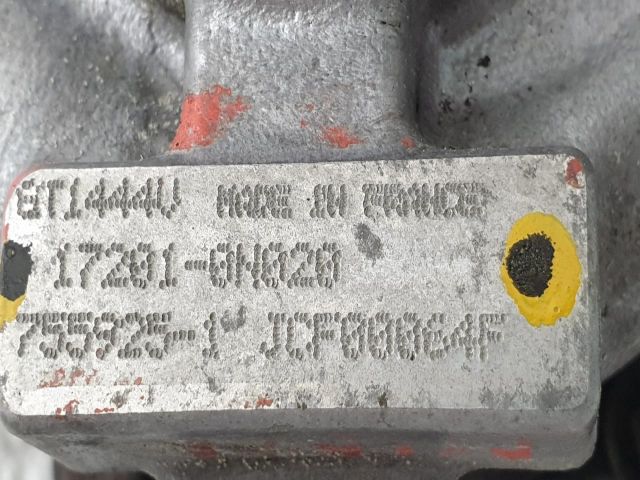 GT1444V MADE IN FRANCE
17201-0N020
755925-1 JCF00064F